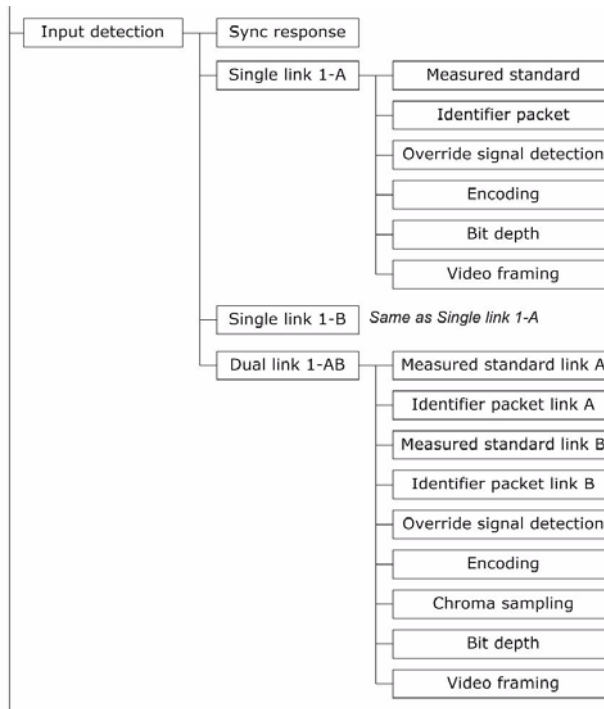 Input detection
Sync response
Single link 1-A
Measured standard
Identifier packet
Override signal detection
Encoding
Bit depth
Video framing
Single link 1-B
Same as Single link 1-A
Dual link 1-AB
Measured standard link A
Identifier packet link A
Measured standard link B
Identifier packet link B
Override signal detection
Encoding
Chroma sampling
Bit depth
Video framing